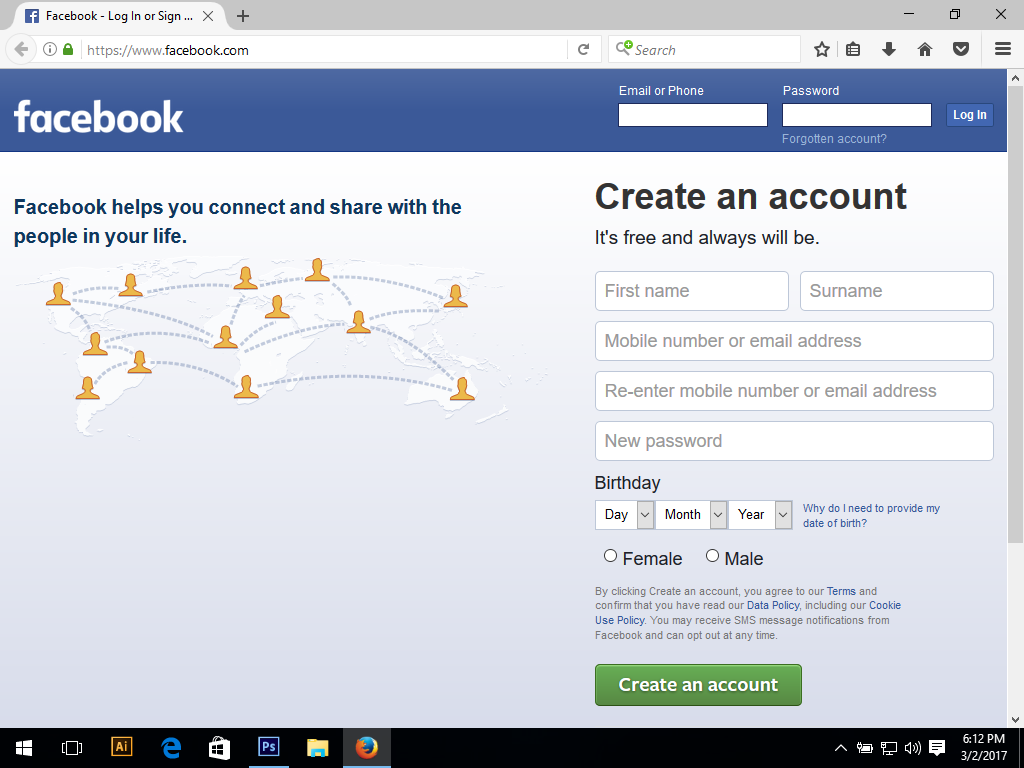 Facebook - Log In or Sign ...
https://www.facebook.com
Search
facebook
Email or Phone
Password
Log In
Forgotten account?
Facebook helps you connect and share with the
people in your life.
Create an account
It's free and always will be.
First name
Surname
Mobile number or email address
Re-enter mobile number or email address
New password
Birthday
Day
Month
Year
Why do I need to provide my
date of birth?
Female
Male
By clicking Create an account, you agree to our Terms and
confirm that you have read our Data Policy, including our Cookie
Use Policy. You may receive SMS message notifications from
Facebook and can opt out at any time.
Create an account
Ai
Ps
6:12 PM
3/2/2017